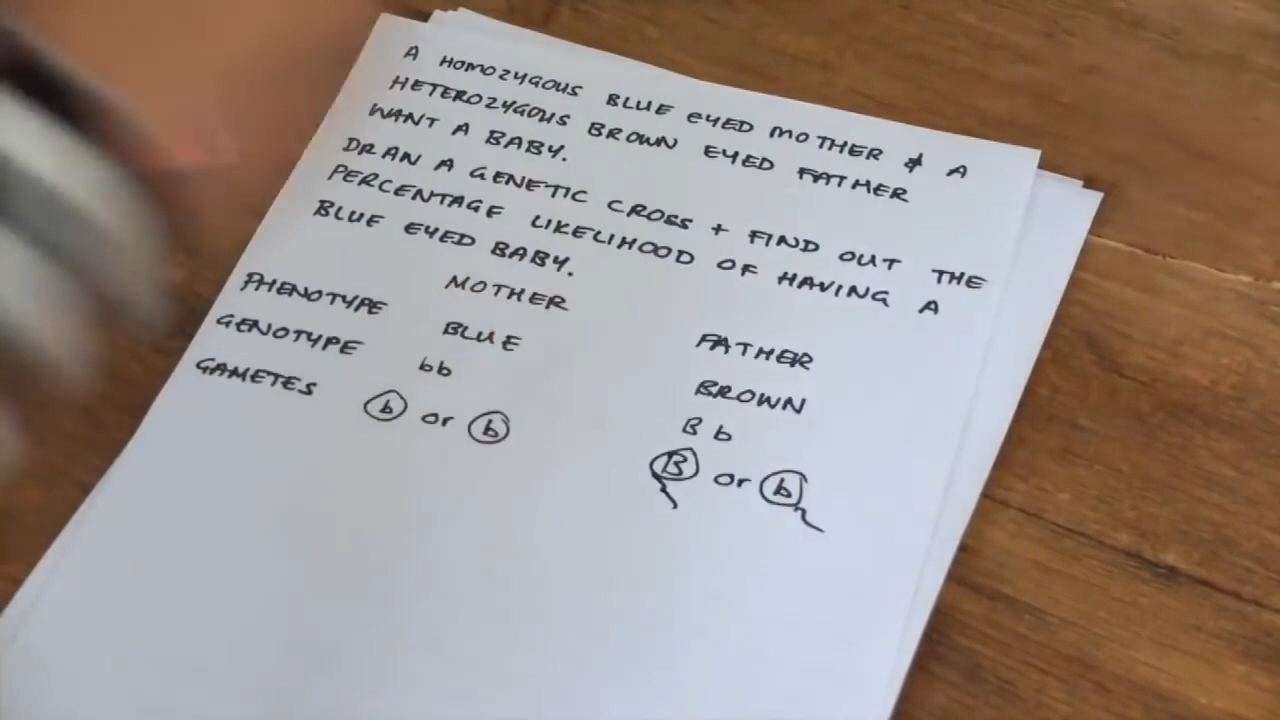 A HOMOZYGOUS BLUE EYED MOTHER & A
HETEROZYGOUS BROWN EYED FATHER
WANT A BABY.
DRAN A GENETIC CROSS + FIND OUT THE
PERCENTAGE LIKELIHOOD OF HAVING A
BLUE EYED BABY.
MOTHER FATHER
PHENOTYPE BLUE BROWN
GENOTYPE bb Bb
GAMETES b or b B or b